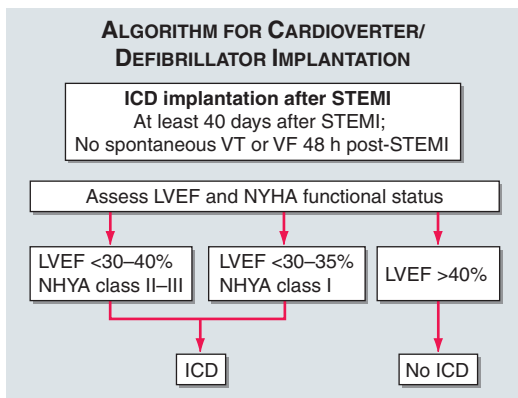 ALGORITHM FOR CARDIOVERTER/
DEFIBRILLATOR IMPLANTATION
ICD implantation after STEMI
At least 40 days after STEMI;
No spontaneous VT or VF 48 h post-STEMI
Assess LVEF and NYHA functional status
LVEF <30–40%
NHYA class II–III
LVEF <30–35%
NHYA class I
LVEF >40%
ICD
No ICD